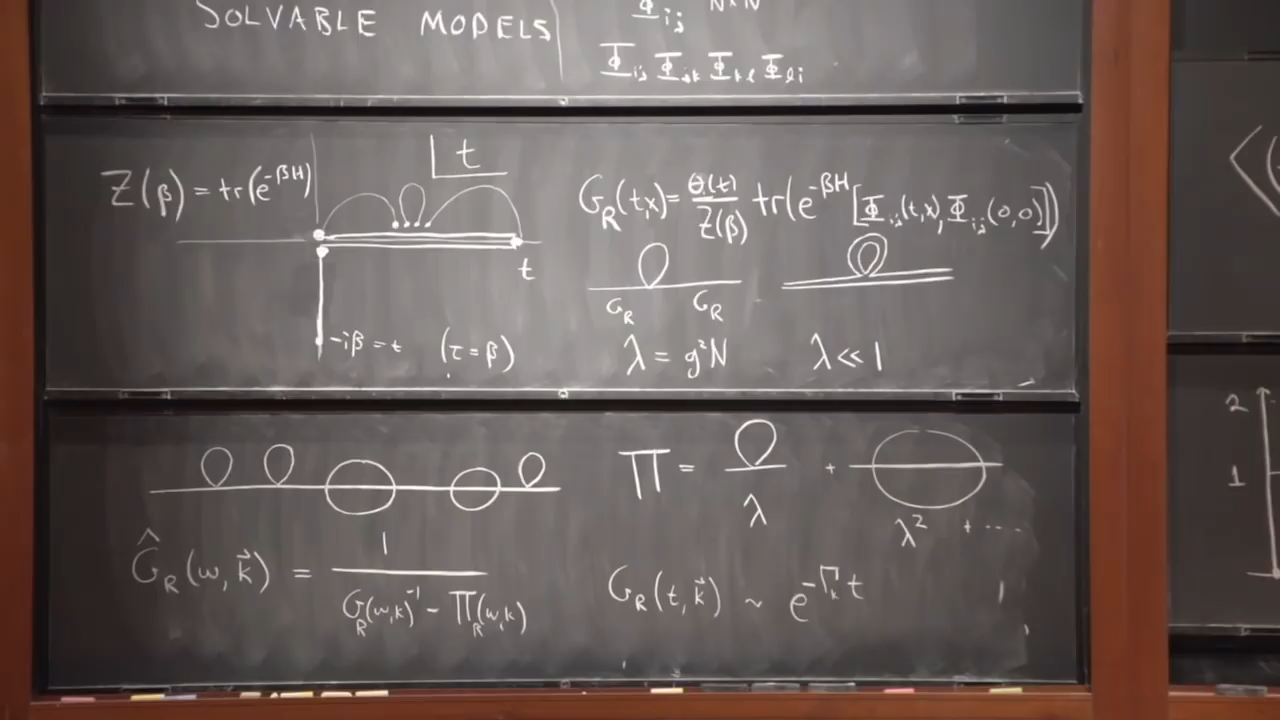 SOLVABLE MODELS
Φ_ij N×N
Φ_ij Φ_jk Φ_kl Φ_li
Z(β) = tr(e^{-βH})
t
t
-iβ = t (τ = β)
G_R(t,x) = θ(t)/Z(β) tr(e^{-βH} [Φ_ij(t,x), Φ_ij(0,0)])
G_R G_R
λ = g²N λ << 1
Π = + 
λ λ² + ....
Ĝ_R(w, k⃗) = 1 / (G_R(w,k)^{-1} - Π_R(w,k))
G_R(t, k⃗) ~ e^{-Γ_k t}
<(
2
1